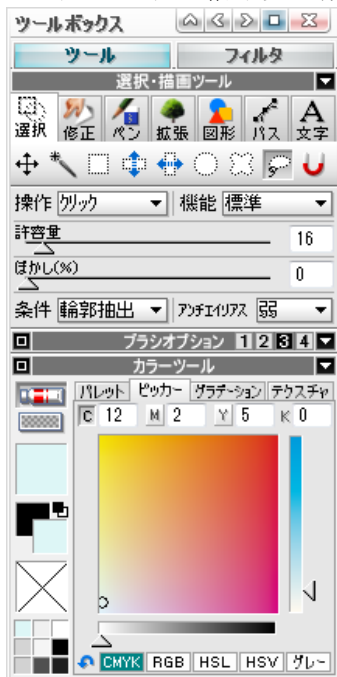 ツールボックス
ツール フィルタ
選択・描画ツール
選択 修正 ペン 拡張 図形 パス 文字
操作 クリック 機能 標準
許容量 16
ぼかし(%) 0
条件 輪郭抽出 アンチエイリアス 弱
ブラシオプション 1 2 3 4
カラーツール
パレット ピッカー グラデーション テクスチャ
C 12 M 2 Y 5 K 0
CMYK RGB HSL HSV グレー